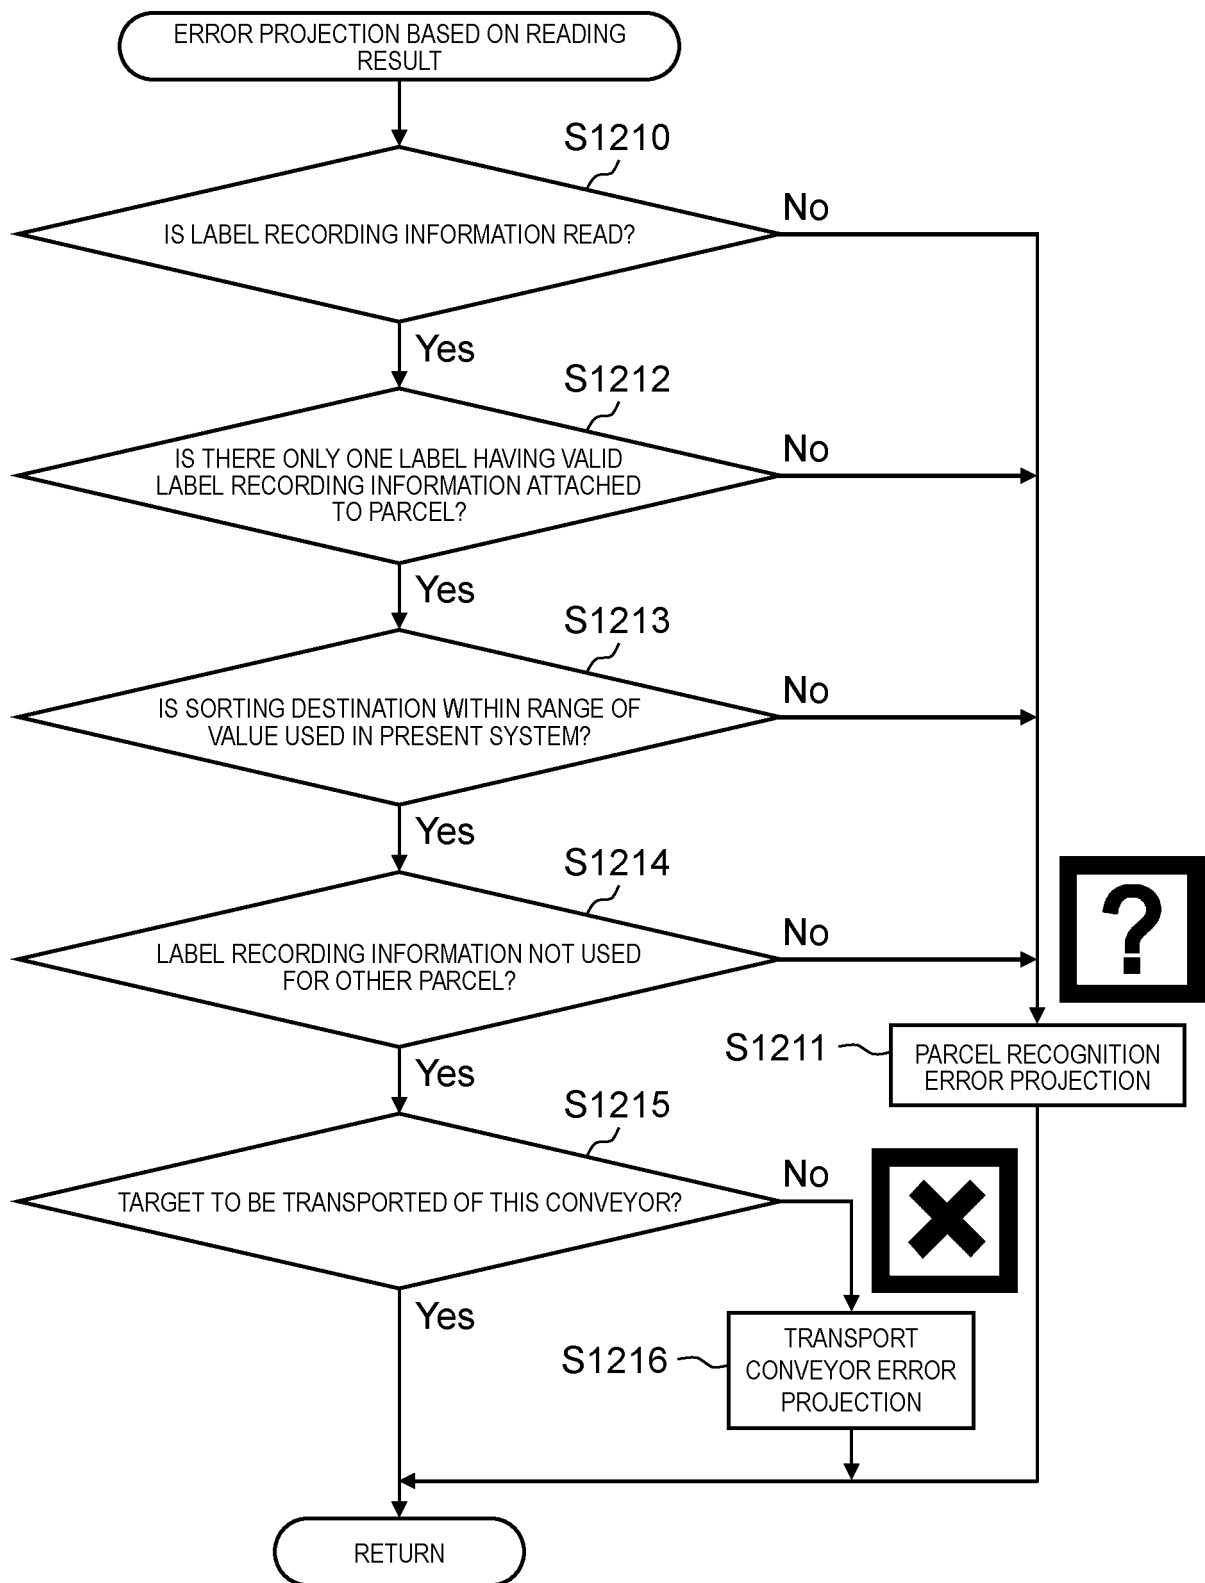 ERROR PROJECTION BASED ON READING
RESULT
S1210
IS LABEL RECORDING INFORMATION READ?
No
Yes
S1212
IS THERE ONLY ONE LABEL HAVING VALID
LABEL RECORDING INFORMATION ATTACHED
TO PARCEL?
No
Yes
S1213
IS SORTING DESTINATION WITHIN RANGE OF
VALUE USED IN PRESENT SYSTEM?
No
Yes
S1214
LABEL RECORDING INFORMATION NOT USED
FOR OTHER PARCEL?
No
?
S1211
PARCEL RECOGNITION
ERROR PROJECTION
Yes
S1215
TARGET TO BE TRANSPORTED OF THIS CONVEYOR?
No
Yes
S1216
TRANSPORT
CONVEYOR ERROR
PROJECTION
RETURN